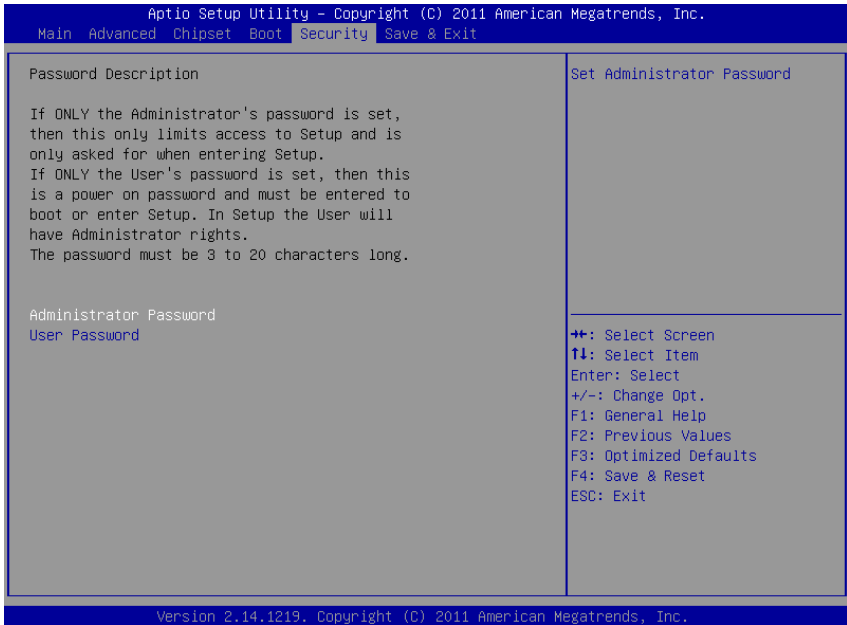 Aptio Setup Utility – Copyright (C) 2011 American Megatrends, Inc.
Main Advanced Chipset Boot Security Save & Exit
Password Description
If ONLY the Administrator's password is set,
then this only limits access to Setup and is
only asked for when entering Setup.
If ONLY the User's password is set, then this
is a power on password and must be entered to
boot or enter Setup. In Setup the User will
have Administrator rights.
The password must be 3 to 20 characters long.
Administrator Password
User Password
Set Administrator Password
→←: Select Screen
↑↓: Select Item
Enter: Select
+/-: Change Opt.
F1: General Help
F2: Previous Values
F3: Optimized Defaults
F4: Save & Reset
ESC: Exit
Version 2.14.1219. Copyright (C) 2011 American Megatrends, Inc.